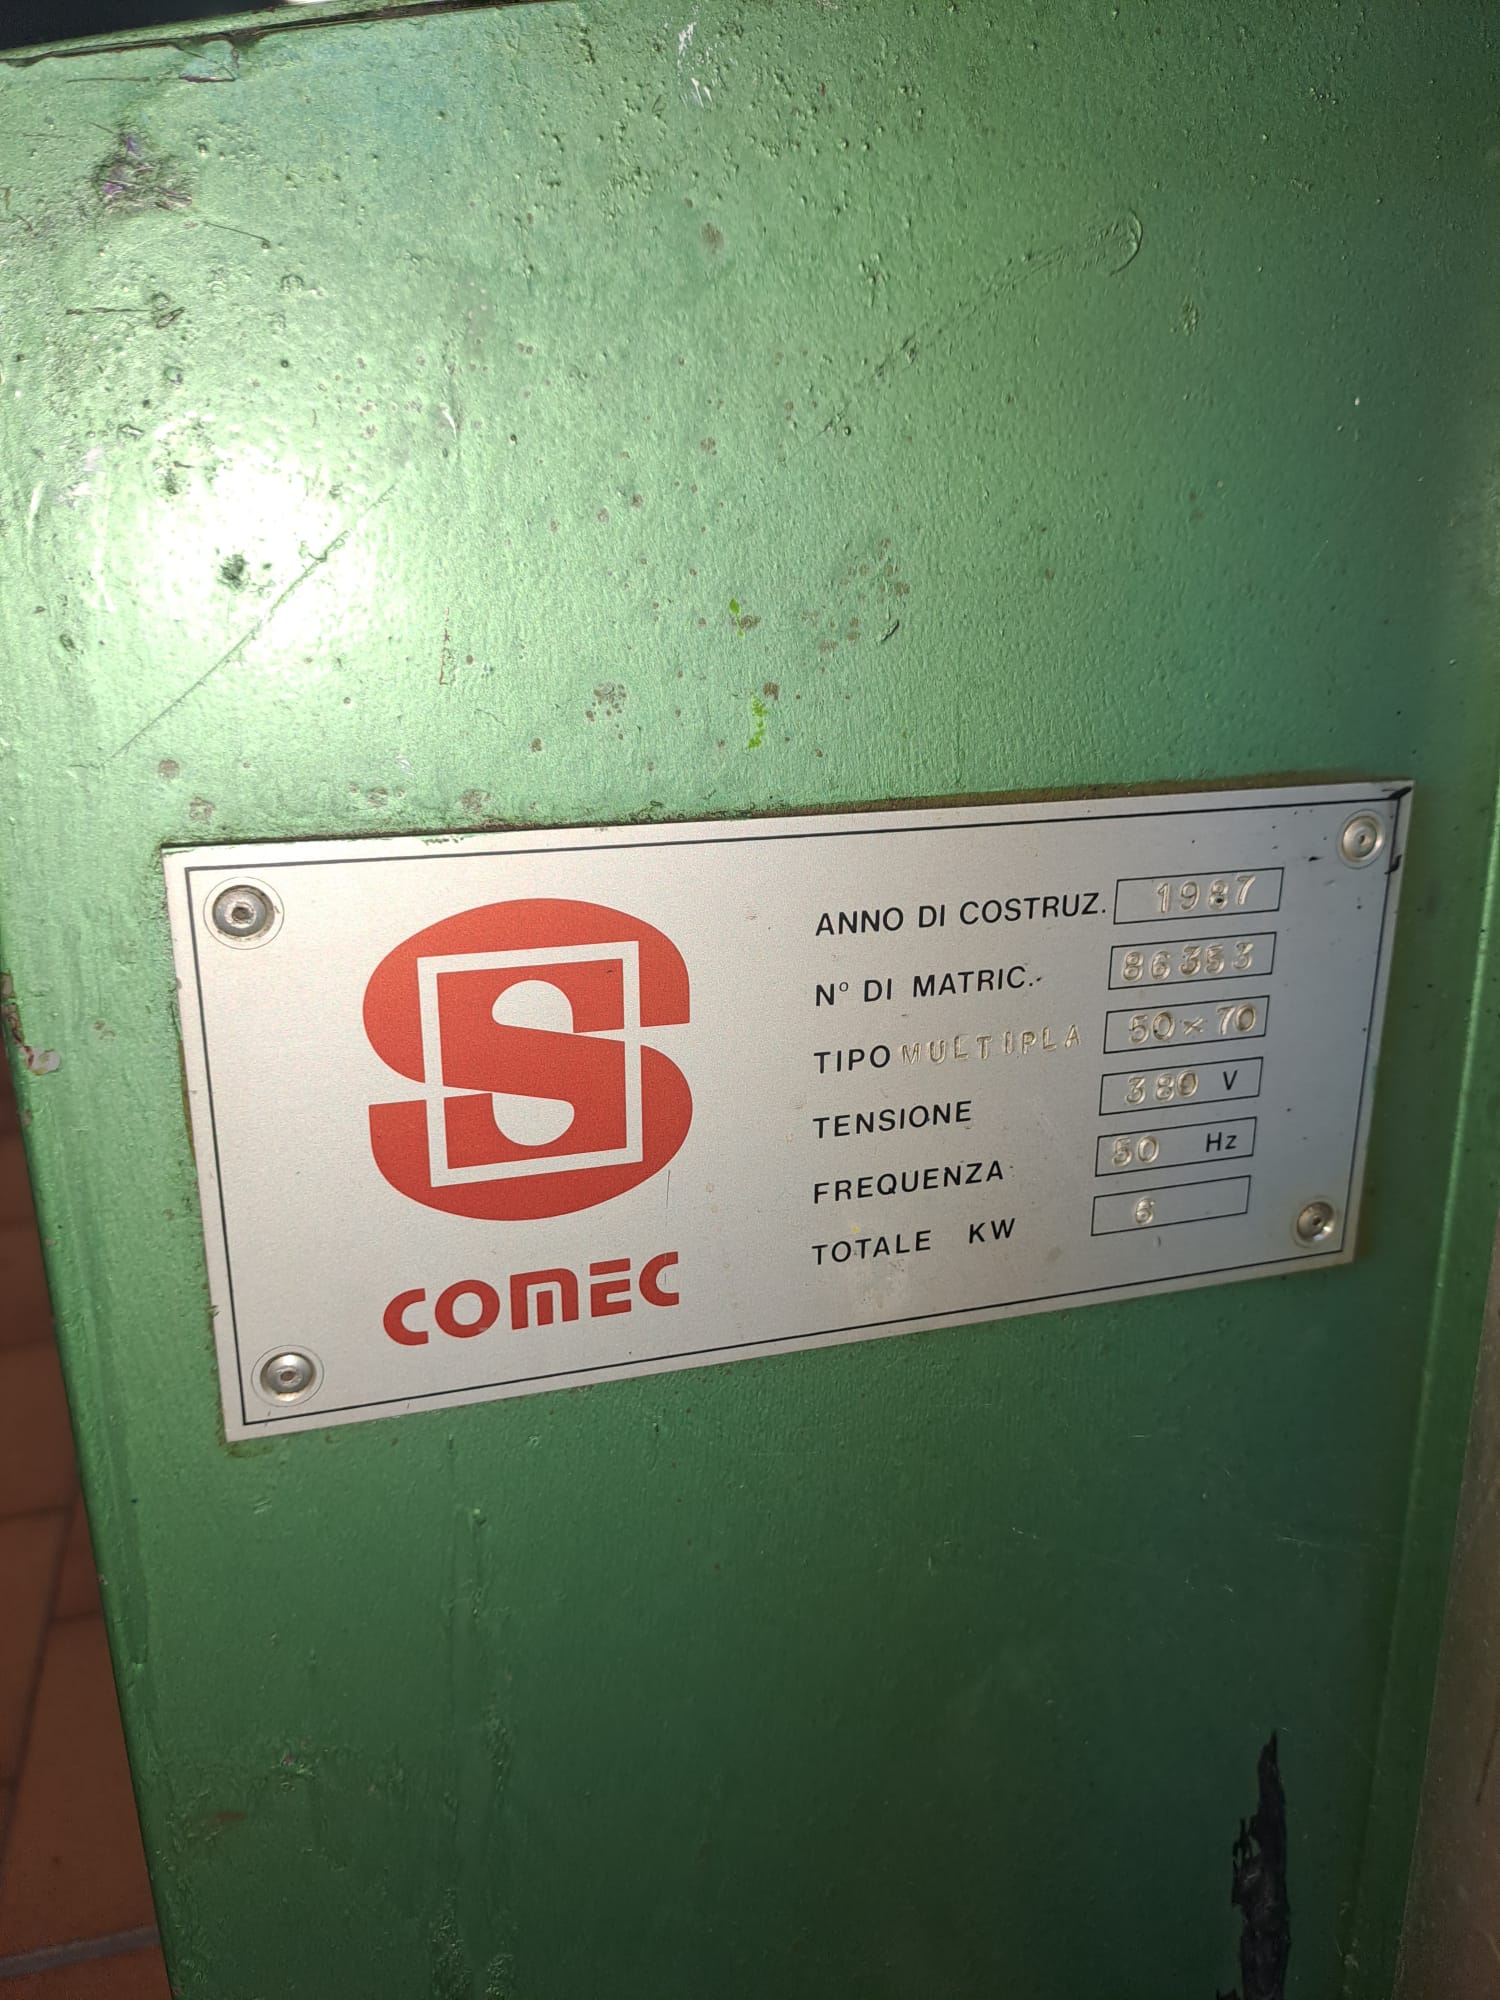 S
COMEC
ANNO DI COSTRUZ. 1987
N° DI MATRIC. 86353
TIPO MULTIPLA 50×70
TENSIONE 380 V
FREQUENZA 50 Hz
TOTALE KW 6